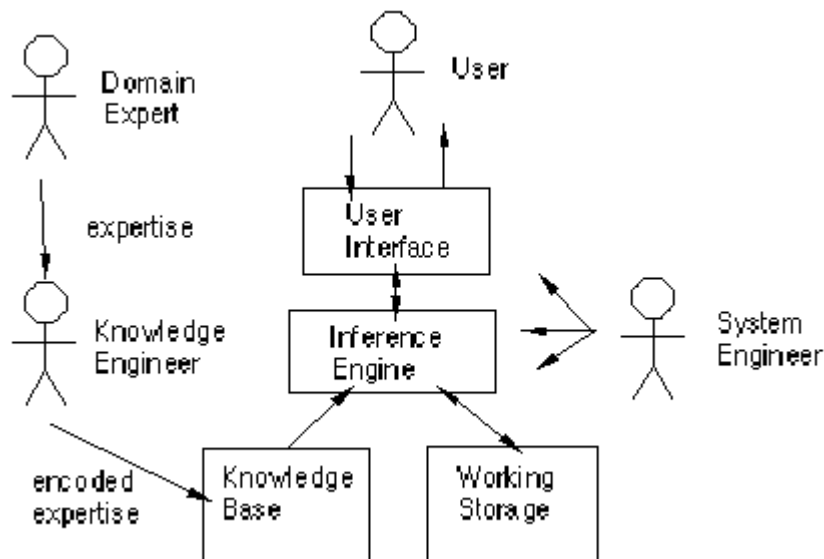 Domain
Expert
User
expertise
User
Interface
Knowledge
Engineer
Inference
Engine
System
Engineer
encoded
expertise
Knowledge
Base
Working
Storage